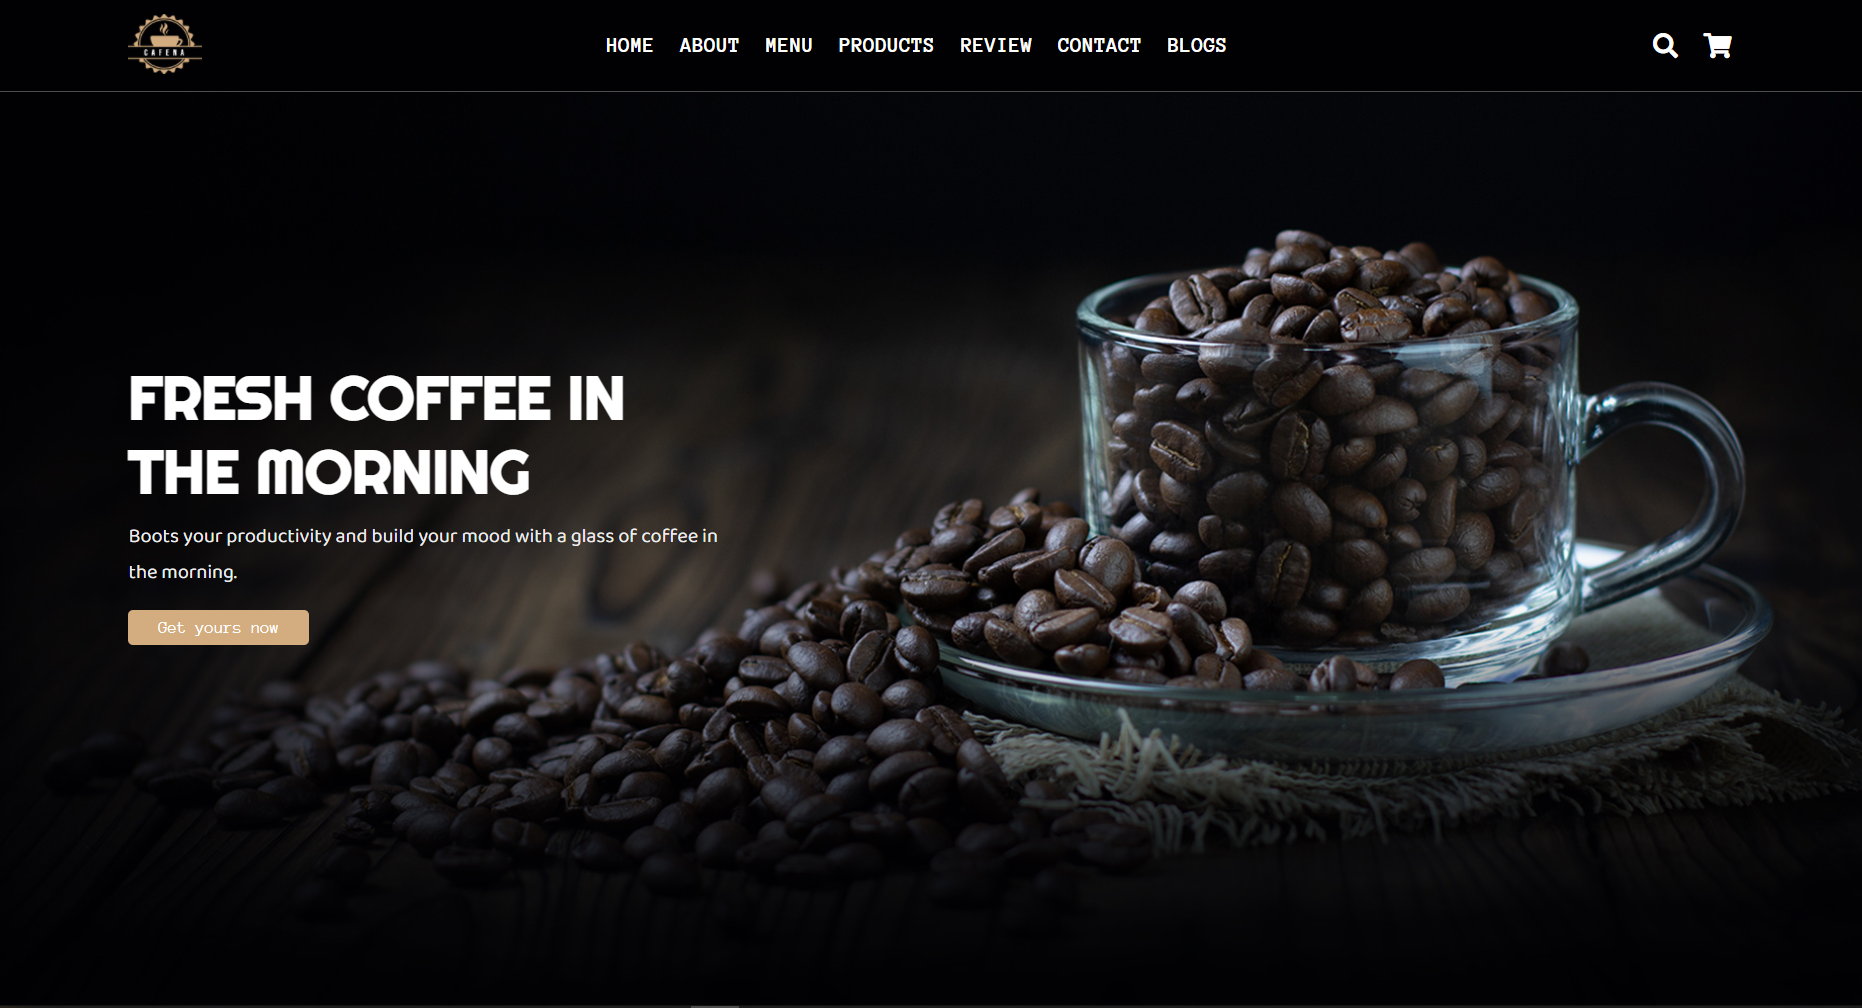 CAFENA
HOME ABOUT MENU PRODUCTS REVIEW CONTACT BLOGS
FRESH COFFEE IN
THE MORNING
Boots your productivity and build your mood with a glass of coffee in
the morning.
Get yours now